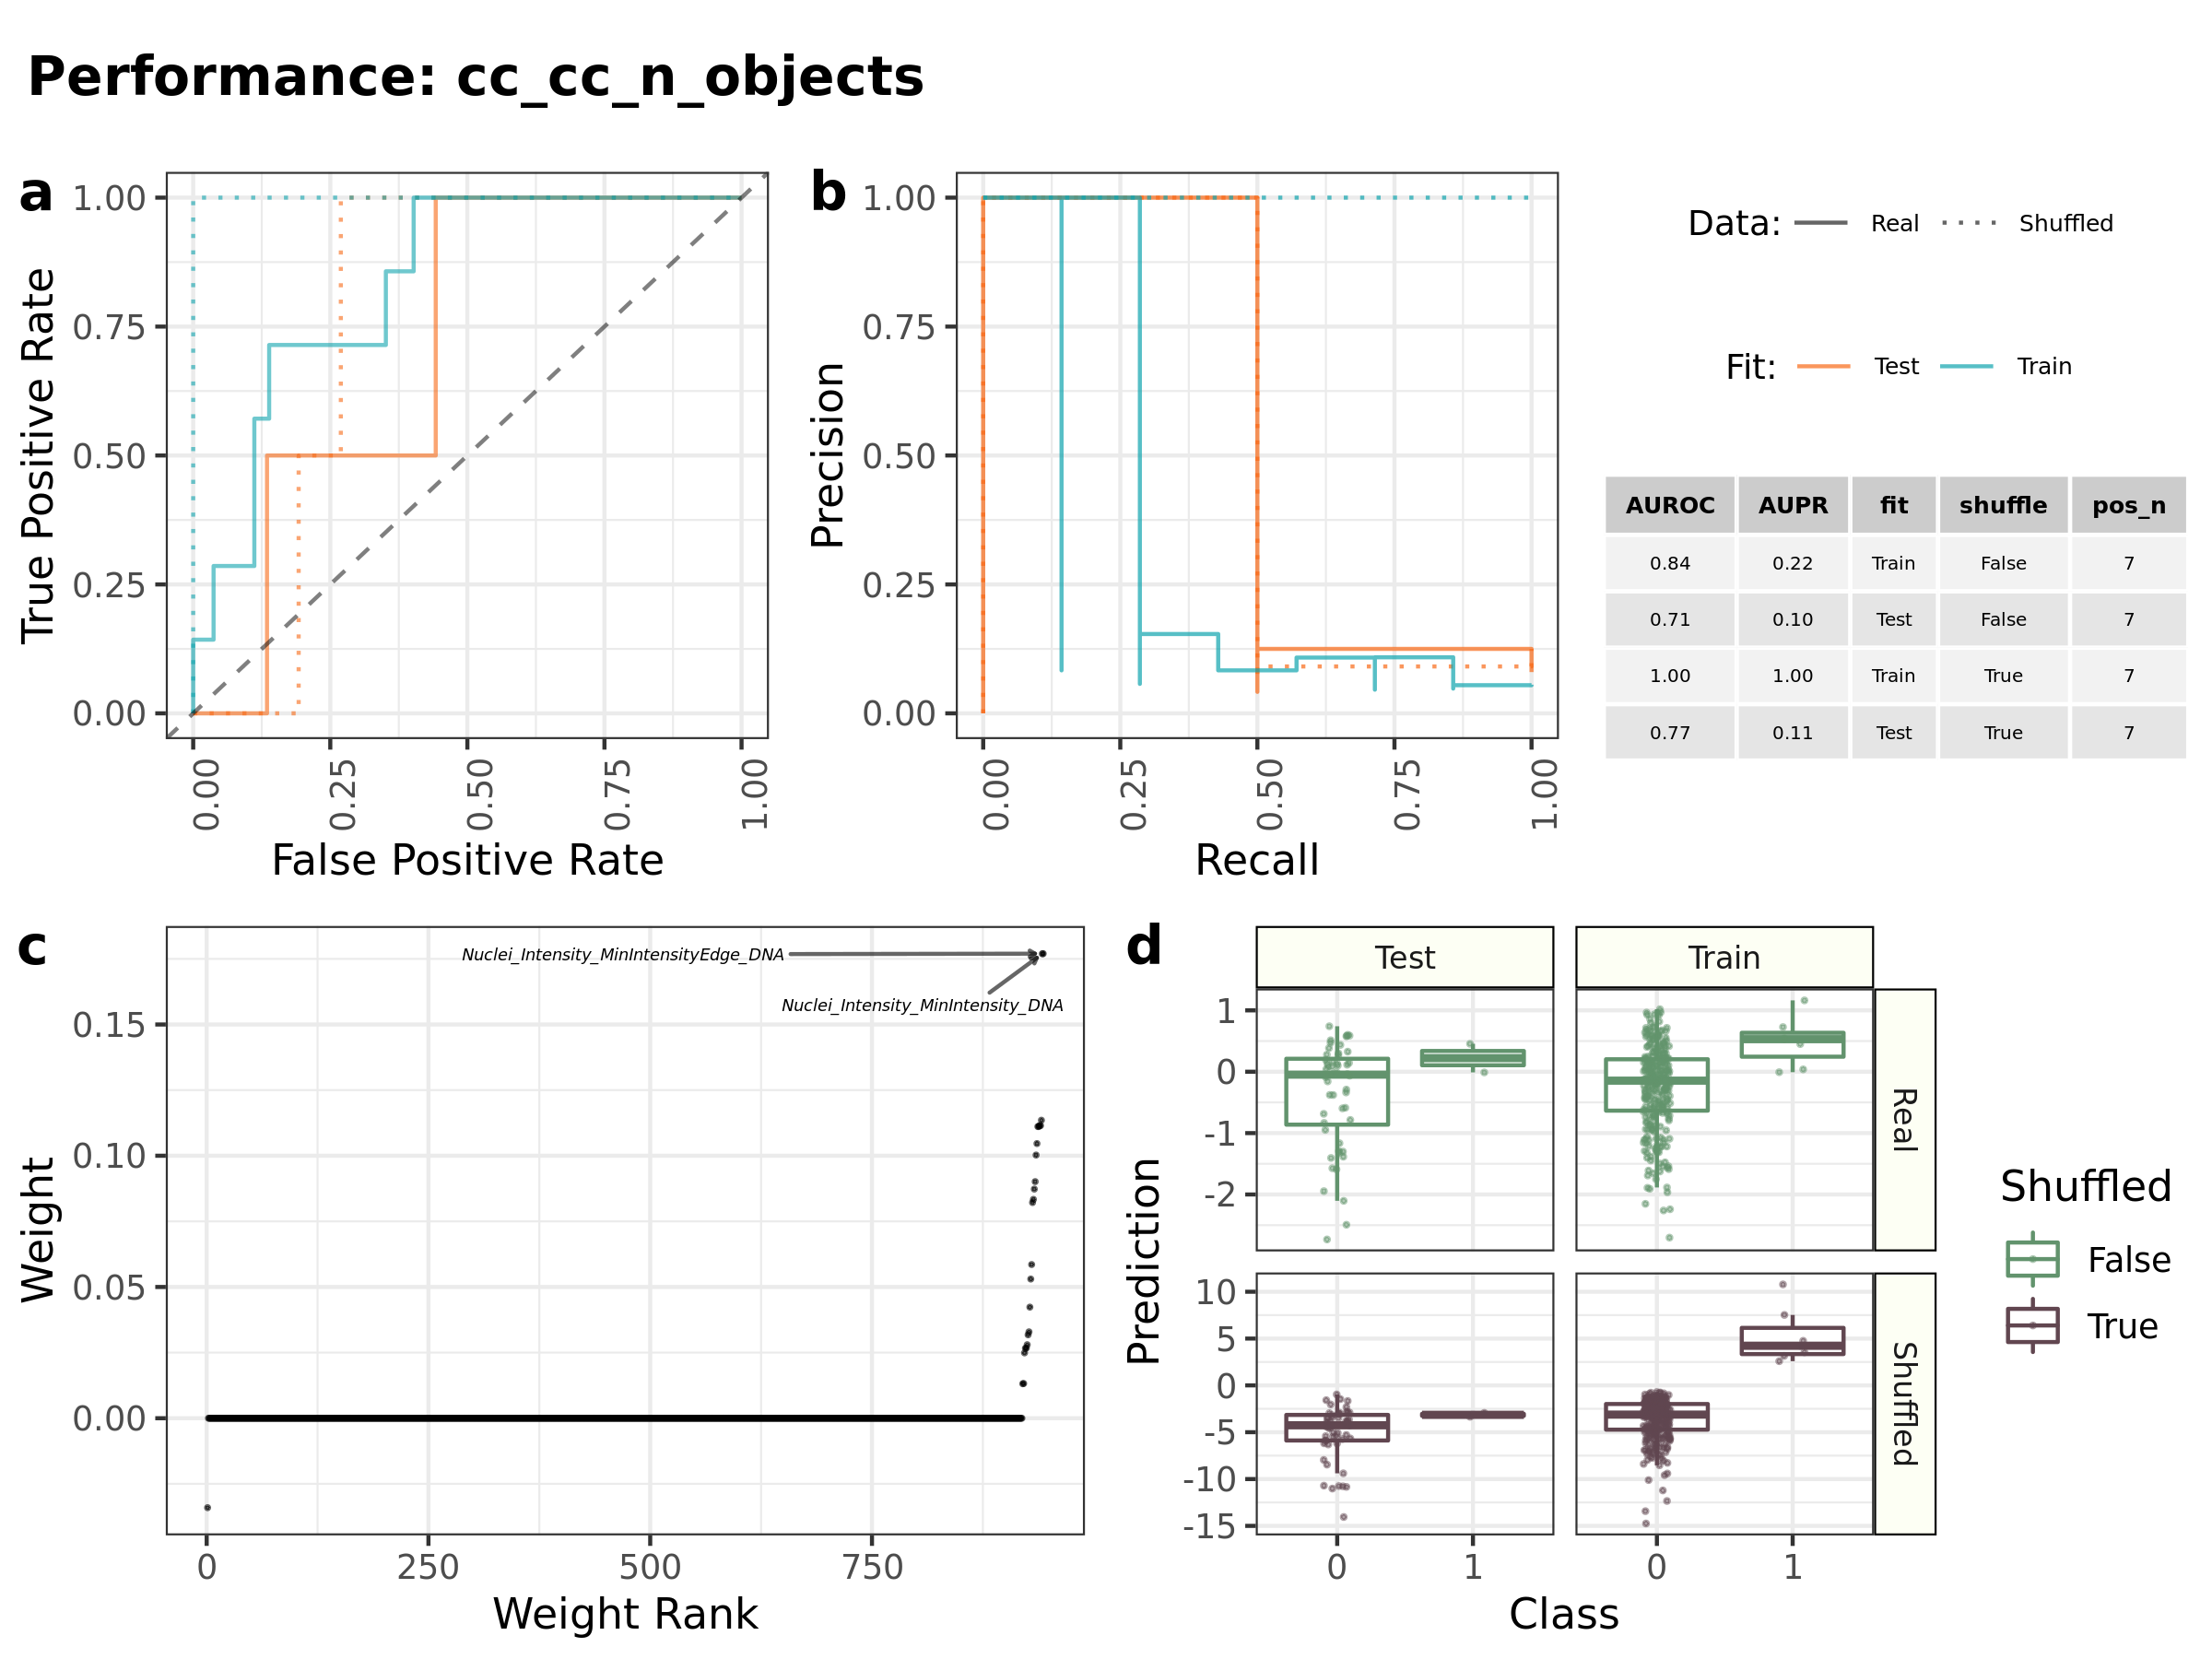 Performance: cc_cc_n_objects
a
True Positive Rate
1.00
0.75
0.50
0.25
0.00
0.00 0.25 0.50 0.75 1.00
False Positive Rate
b
Precision
1.00
0.75
0.50
0.25
0.00
0.00 0.25 0.50 0.75 1.00
Recall
Data: Real Shuffled
Fit: Test Train
AUROC AUPR fit shuffle pos_n
0.84 0.22 Train False 7
0.71 0.10 Test False 7
1.00 1.00 Train True 7
0.77 0.11 Test True 7
c
Weight
Nuclei_Intensity_MinIntensityEdge_DNA
Nuclei_Intensity_MinIntensity_DNA
0.15
0.10
0.05
0.00
0 250 500 750
Weight Rank
d
Test Train
Prediction
1
0
-1
-2
Real
10
5
0
-5
-10
-15
Shuffled
0 1 0 1
Class
Shuffled
False
True